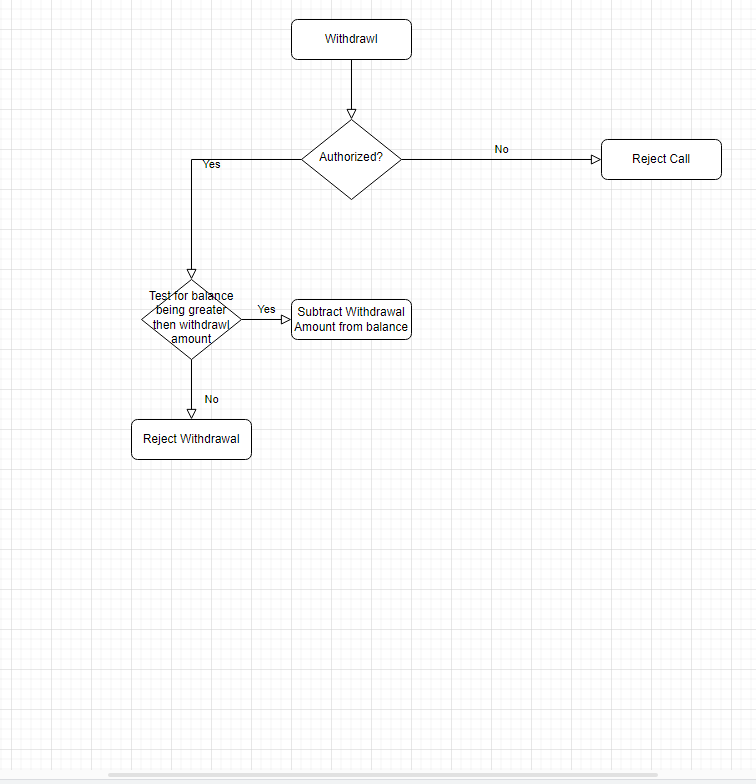 Withdrawl
Authorized?
No
Reject Call
Yes
Test for balance
being greater
then withdrawl
amount
Yes
Subtract Withdrawal
Amount from balance
No
Reject Withdrawal